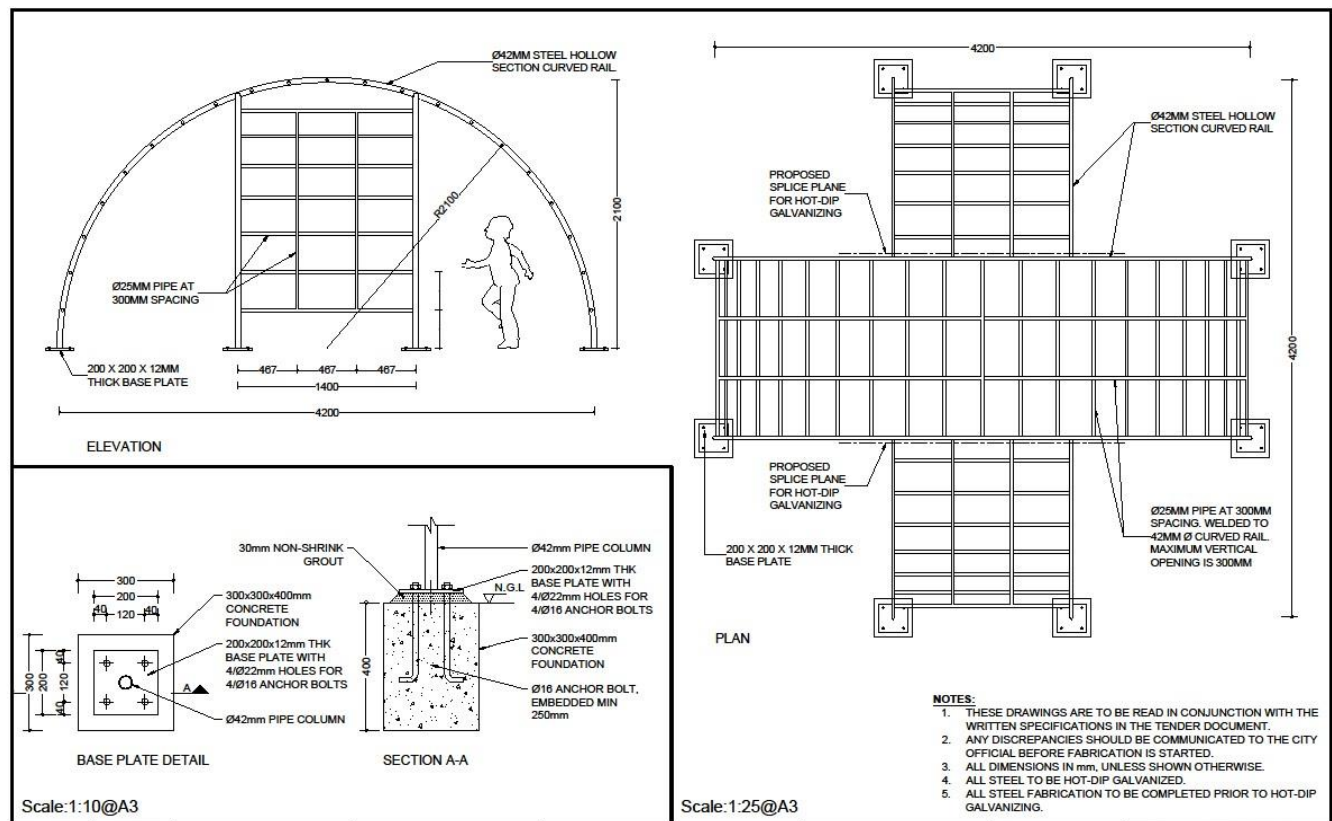 Ø42MM STEEL HOLLOW
SECTION CURVED RAIL
R2100
2100
Ø25MM PIPE AT
300MM SPACING
200 X 200 X 12MM
THICK BASE PLATE
467
467
467
1400
4200
ELEVATION
4200
Ø42MM STEEL HOLLOW
SECTION CURVED RAIL
PROPOSED
SPLICE PLANE
FOR HOT-DIP
GALVANIZING
4200
PROPOSED
SPLICE PLANE
FOR HOT-DIP
GALVANIZING
200 X 200 X 12MM THICK
BASE PLATE
Ø25MM PIPE AT 300MM
SPACING. WELDED TO
42MM Ø CURVED RAIL.
MAXIMUM VERTICAL
OPENING IS 300MM
PLAN
300
200
40
40
120
300
200
40
120
40
300x300x400mm
CONCRETE
FOUNDATION
200x200x12mm THK
BASE PLATE WITH
4/Ø22mm HOLES FOR
4/Ø16 ANCHOR BOLTS
A
Ø42mm PIPE COLUMN
BASE PLATE DETAIL
30mm NON-SHRINK
GROUT
Ø42mm PIPE COLUMN
200x200x12mm THK
BASE PLATE WITH
4/Ø22mm HOLES FOR
4/Ø16 ANCHOR BOLTS
N.G.L
400
300x300x400mm
CONCRETE
FOUNDATION
Ø16 ANCHOR BOLT,
EMBEDDED MIN
250mm
SECTION A-A
Scale:1:10@A3
Scale:1:25@A3
NOTES:
1. THESE DRAWINGS ARE TO BE READ IN CONJUNCTION WITH THE
WRITTEN SPECIFICATIONS IN THE TENDER DOCUMENT.
2. ANY DISCREPANCIES SHOULD BE COMMUNICATED TO THE CITY
OFFICIAL BEFORE FABRICATION IS STARTED.
3. ALL DIMENSIONS IN mm, UNLESS SHOWN OTHERWISE.
4. ALL STEEL TO BE HOT-DIP GALVANIZED.
5. ALL STEEL FABRICATION TO BE COMPLETED PRIOR TO HOT-DIP
GALVANIZING.